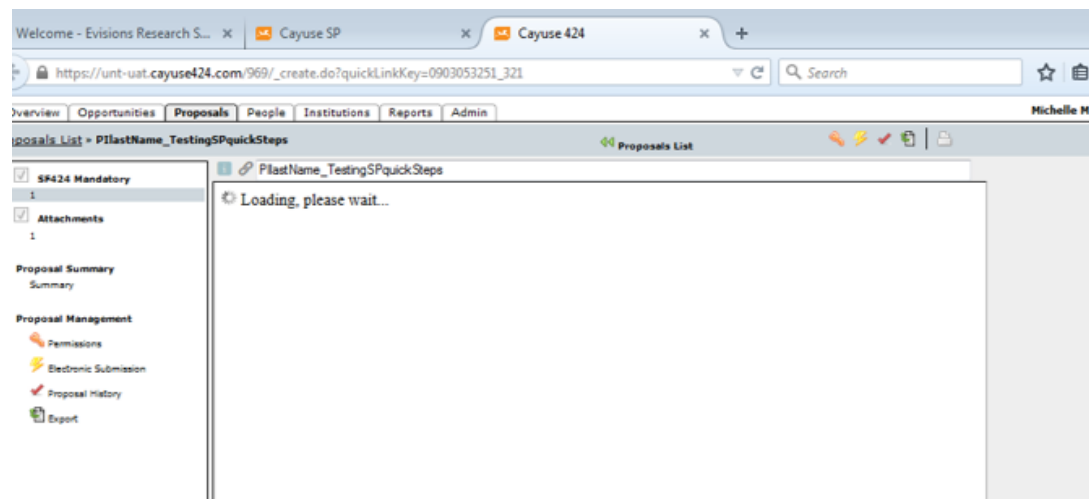 Welcome - Evisions Research S... × Cayuse SP × Cayuse 424 × +
https://unt-uat.cayuse424.com/969/_create.do?quickLinkKey=0903053251_321 Search
Overview Opportunities Proposals People Institutions Reports Admin Michelle M
oposals List » PIlastName_TestingSPquickSteps Proposals List
SF424 Mandatory
1
Attachments
1
Proposal Summary
Summary
Proposal Management
Permissions
Electronic Submission
Proposal History
Export
PIlastName_TestingSPquickSteps
Loading, please wait...